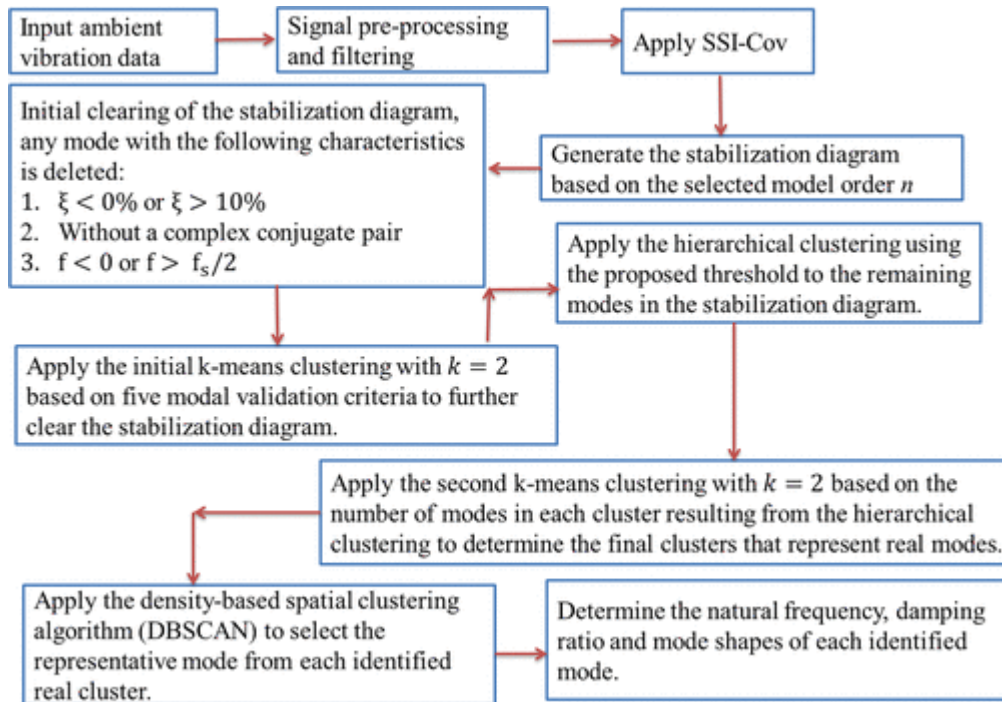 Input ambient
vibration data
Signal pre-processing
and filtering
Apply SSI-Cov
Generate the stabilization diagram
based on the selected model order n
Initial clearing of the stabilization diagram,
any mode with the following characteristics
is deleted:
1. ξ < 0% or ξ > 10%
2. Without a complex conjugate pair
3. f < 0 or f > fₛ/2
Apply the initial k-means clustering with k = 2
based on five modal validation criteria to further
clear the stabilization diagram.
Apply the hierarchical clustering using
the proposed threshold to the remaining
modes in the stabilization diagram.
Apply the second k-means clustering with k = 2 based on the
number of modes in each cluster resulting from the hierarchical
clustering to determine the final clusters that represent real modes.
Apply the density-based spatial clustering
algorithm (DBSCAN) to select the
representative mode from each identified
real cluster.
Determine the natural frequency, damping
ratio and mode shapes of each identified
mode.